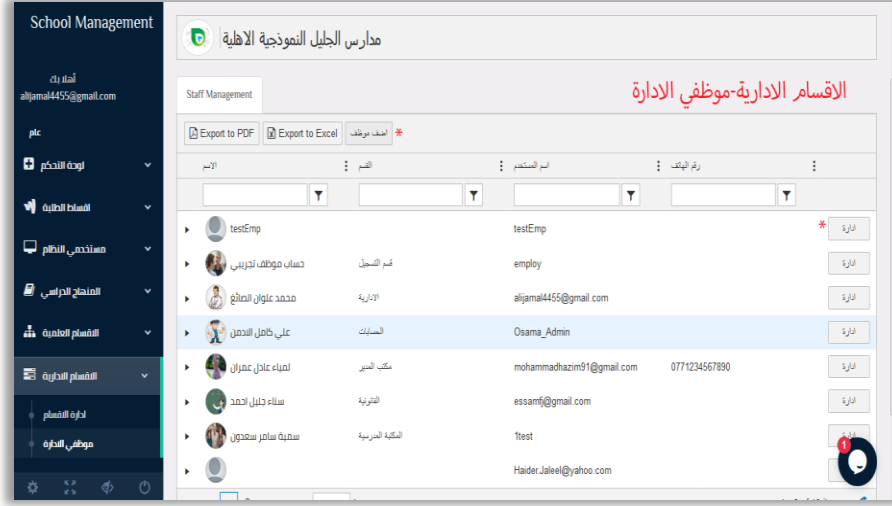 School Management
أهلا بك
alijamal4455@gmail.com
عام
لوحة التحكم
اقساط الطلبة
مستخدمي النظام
المنهاج الدراسي
الاقسام العلمية
الاقسام الادارية
ادارة الاقسام
موظفي الادارة
مدارس الجليل النموذجية الاهلية
Staff Management
الاقسام الادارية-موظفي الادارة
Export to PDF Export to Excel اضف موظف *
الاسم القسم اسم المستخدم رقم الهاتف
testEmp testEmp * ادارة
حساب موظف تجريبي قسم التسجيل employ ادارة
محمد علوان الصائغ الادارية alijamal4455@gmail.com ادارة
علي كامل الادمن الحسابات Osama_Admin ادارة
لمياء عادل عمران مكتب المدير mohammadhazim91@gmail.com 0771234567890 ادارة
سناء جليل احمد القانونية essamfj@gmail.com ادارة
سمية سامر سعدون المكتبة المدرسية 1test
Haider.Jaleel@yahoo.com
1